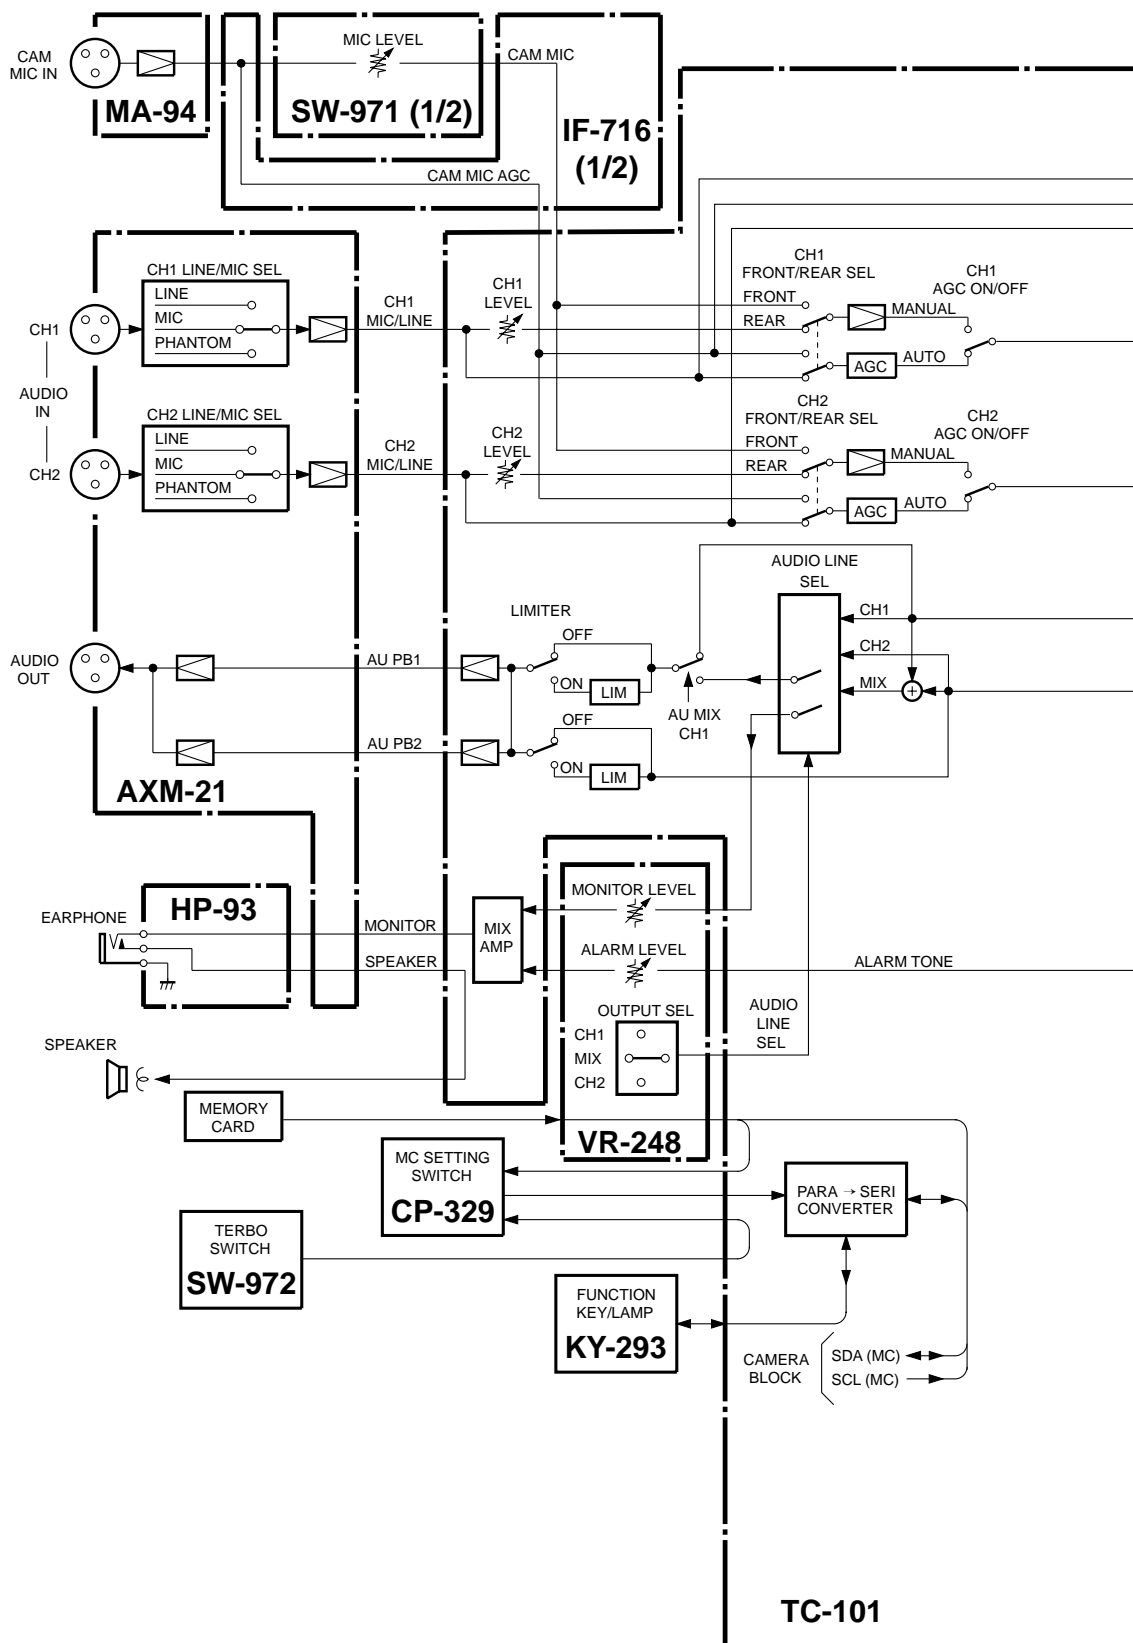 CAM
MIC IN
MA-94
MIC LEVEL
SW-971 (1/2)
CAM MIC
IF-716
(1/2)
CAM MIC AGC
CH1 LINE/MIC SEL
LINE
MIC
PHANTOM
CH1
AUDIO
IN
CH2
CH1
MIC/LINE
CH1
LEVEL
CH1
FRONT/REAR SEL
FRONT
REAR
MANUAL
AGC
AUTO
CH1
AGC ON/OFF
CH2 LINE/MIC SEL
LINE
MIC
PHANTOM
CH2
MIC/LINE
CH2
LEVEL
CH2
FRONT/REAR SEL
FRONT
REAR
MANUAL
AGC
AUTO
CH2
AGC ON/OFF
AUDIO
OUT
AU PB1
AU PB2
AXM-21
LIMITER
OFF
ON
LIM
OFF
ON
LIM
AU MIX
CH1
AUDIO LINE
SEL
CH1
CH2
MIX
+
EARPHONE
HP-93
MONITOR
SPEAKER
MIX
AMP
MONITOR LEVEL
ALARM LEVEL
ALARM TONE
OUTPUT SEL
CH1
MIX
CH2
AUDIO
LINE
SEL
VR-248
SPEAKER
MEMORY
CARD
MC SETTING
SWITCH
CP-329
TERBO
SWITCH
SW-972
PARA → SERI
CONVERTER
FUNCTION
KEY/LAMP
KY-293
CAMERA
BLOCK
SDA (MC)
SCL (MC)
TC-101